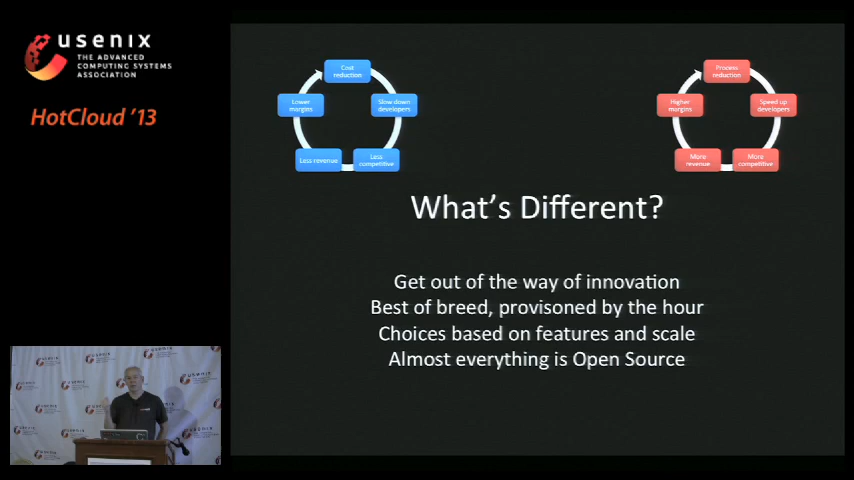 usenix
THE ADVANCED
COMPUTING SYSTEMS
ASSOCIATION
HotCloud '13
Cost
reduction
Slow down
developers
Less
competitive
Less revenue
Lower
margins
Process
reduction
Speed up
developers
More
competitive
More
revenue
Higher
margins
What's Different?
Get out of the way of innovation
Best of breed, provisoned by the hour
Choices based on features and scale
Almost everything is Open Source